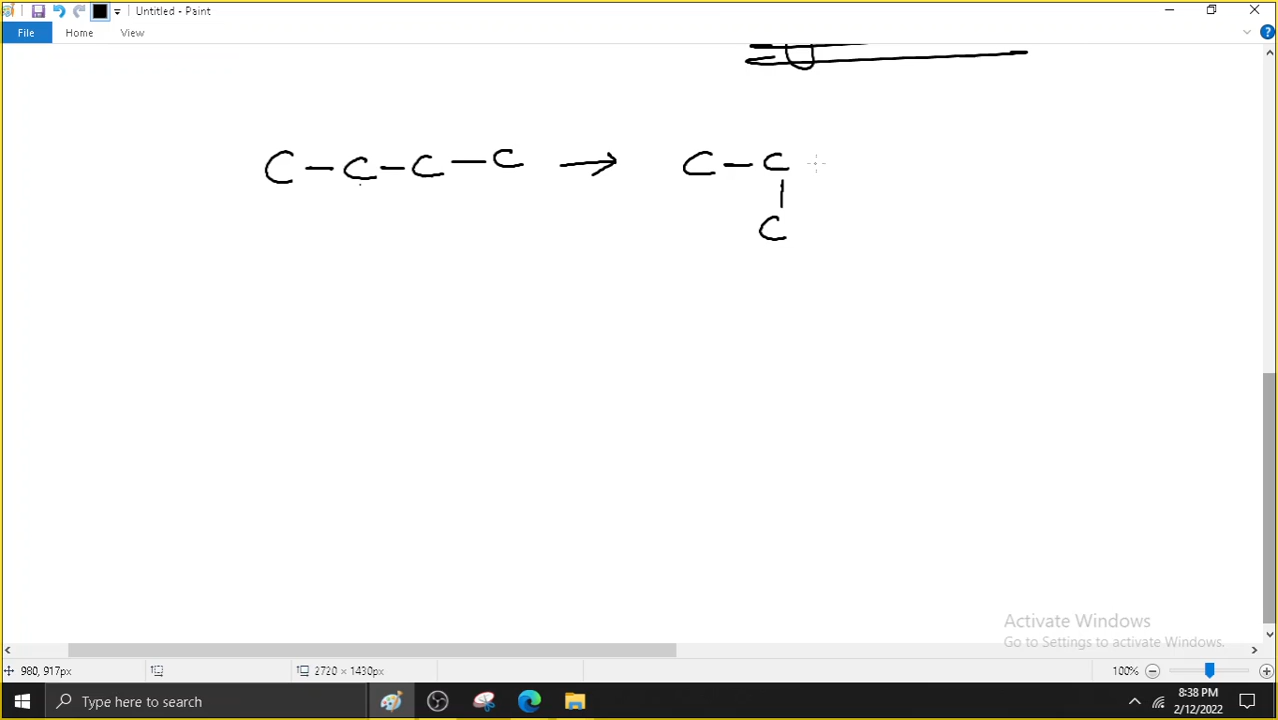 Untitled - Paint
File Home View
C - C - C - C → C - C
|
C
Activate Windows
Go to Settings to activate Windows.
980, 917px 2720 × 1430px 100%
Type here to search 8:38 PM
2/12/2022